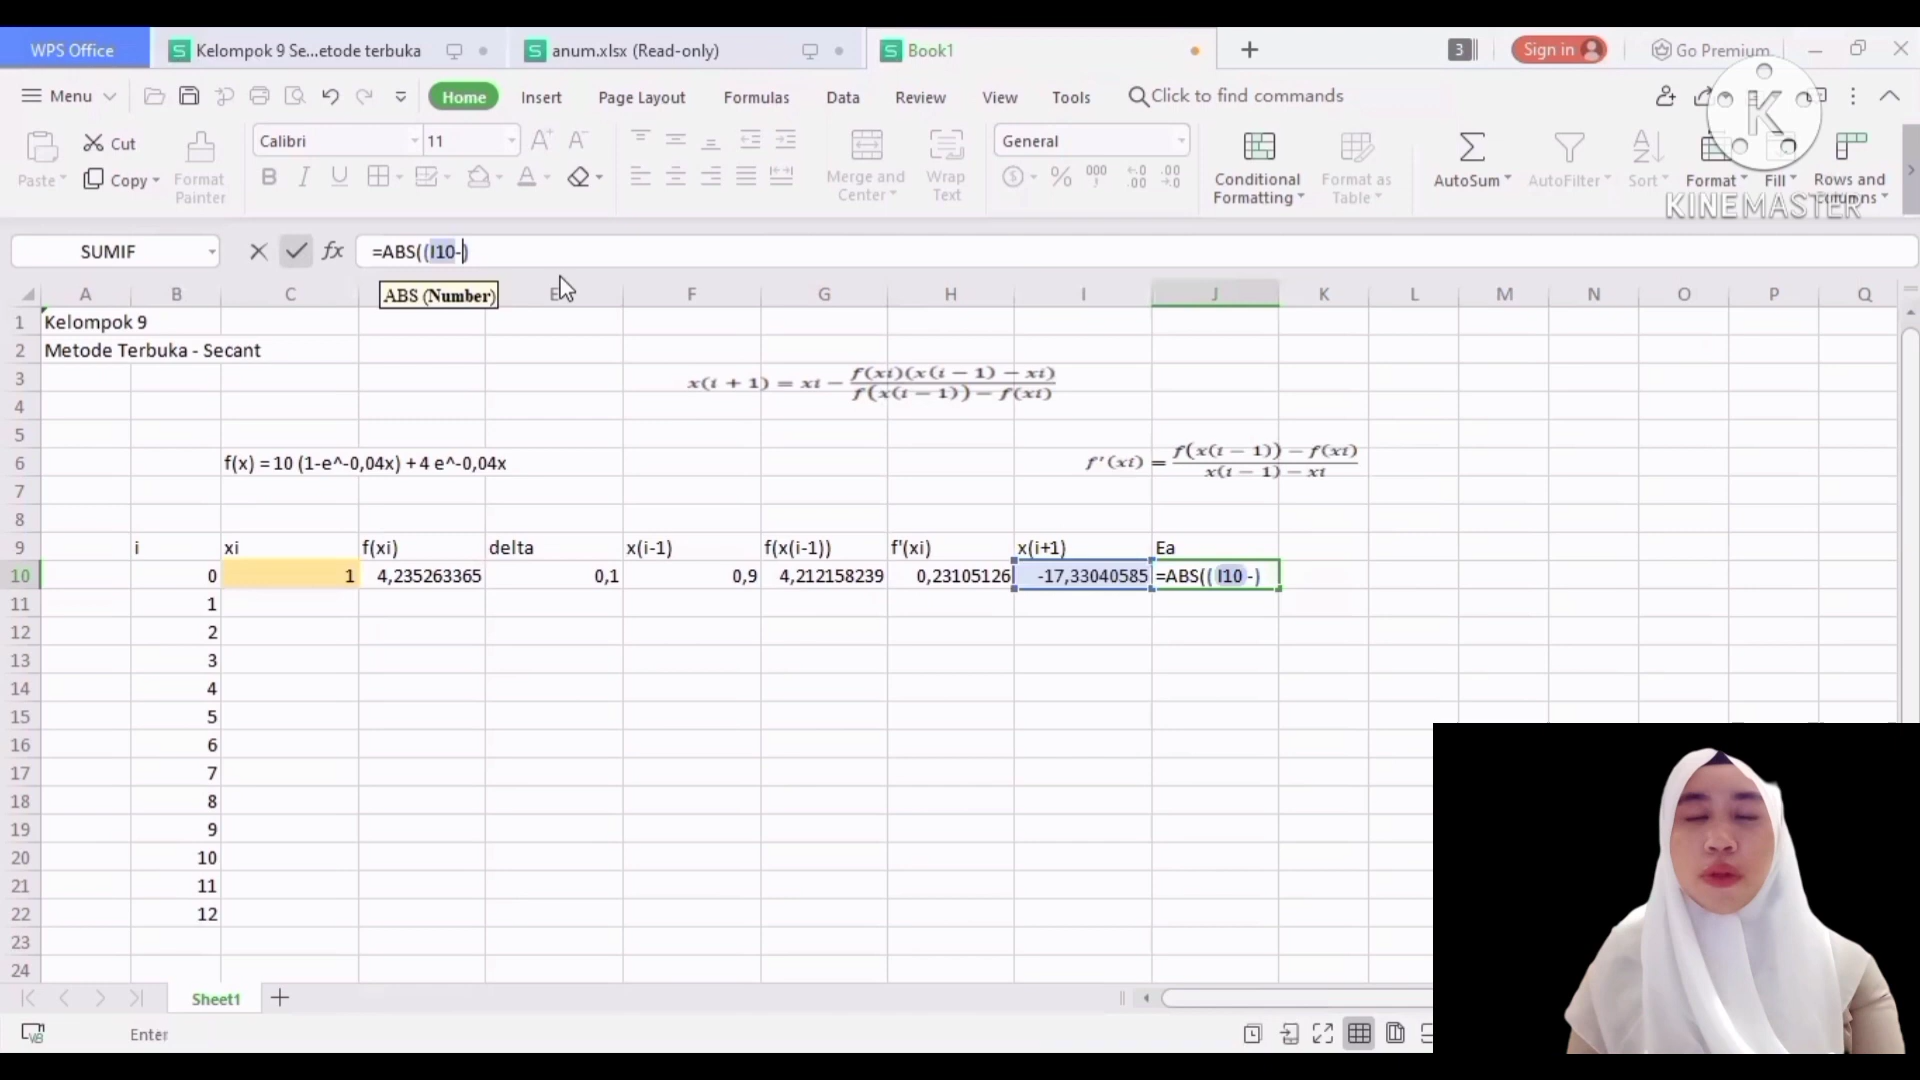 WPS Office Kelompok 9 Se...etode terbuka anum.xlsx (Read-only) Book1 3 Sign in Go Premium
Menu Home Insert Page Layout Formulas Data Review View Tools Click to find commands
K
Cut Calibri 11 General
Paste Copy Format Painter Merge and Center Wrap Text Conditional Formatting Format as Table AutoSum AutoFilter Sort Format Fill Rows and Columns
KINEMASTER
SUMIF fx =ABS((I10-)
ABS (Number)
A B C E F G H I J K L M N O P Q
1 Kelompok 9
2 Metode Terbuka - Secant
3 x(i + 1) = xi − f(xi)(x(i − 1) − xi)
4 f(x(i − 1)) − f(xi)
5
6 f(x) = 10 (1-e^-0,04x) + 4 e^-0,04x f'(xi) = f(x(i − 1)) − f(xi)
x(i − 1) − xi
7
8
9 i xi f(xi) delta x(i-1) f(x(i-1)) f'(xi) x(i+1) Ea
10 0 1 4,235263365 0,1 0,9 4,212158239 0,23105126 -17,33040585 =ABS((I10-)
11 1
12 2
13 3
14 4
15 5
16 6
17 7
18 8
19 9
20 10
21 11
22 12
23
24
Sheet1
Enter